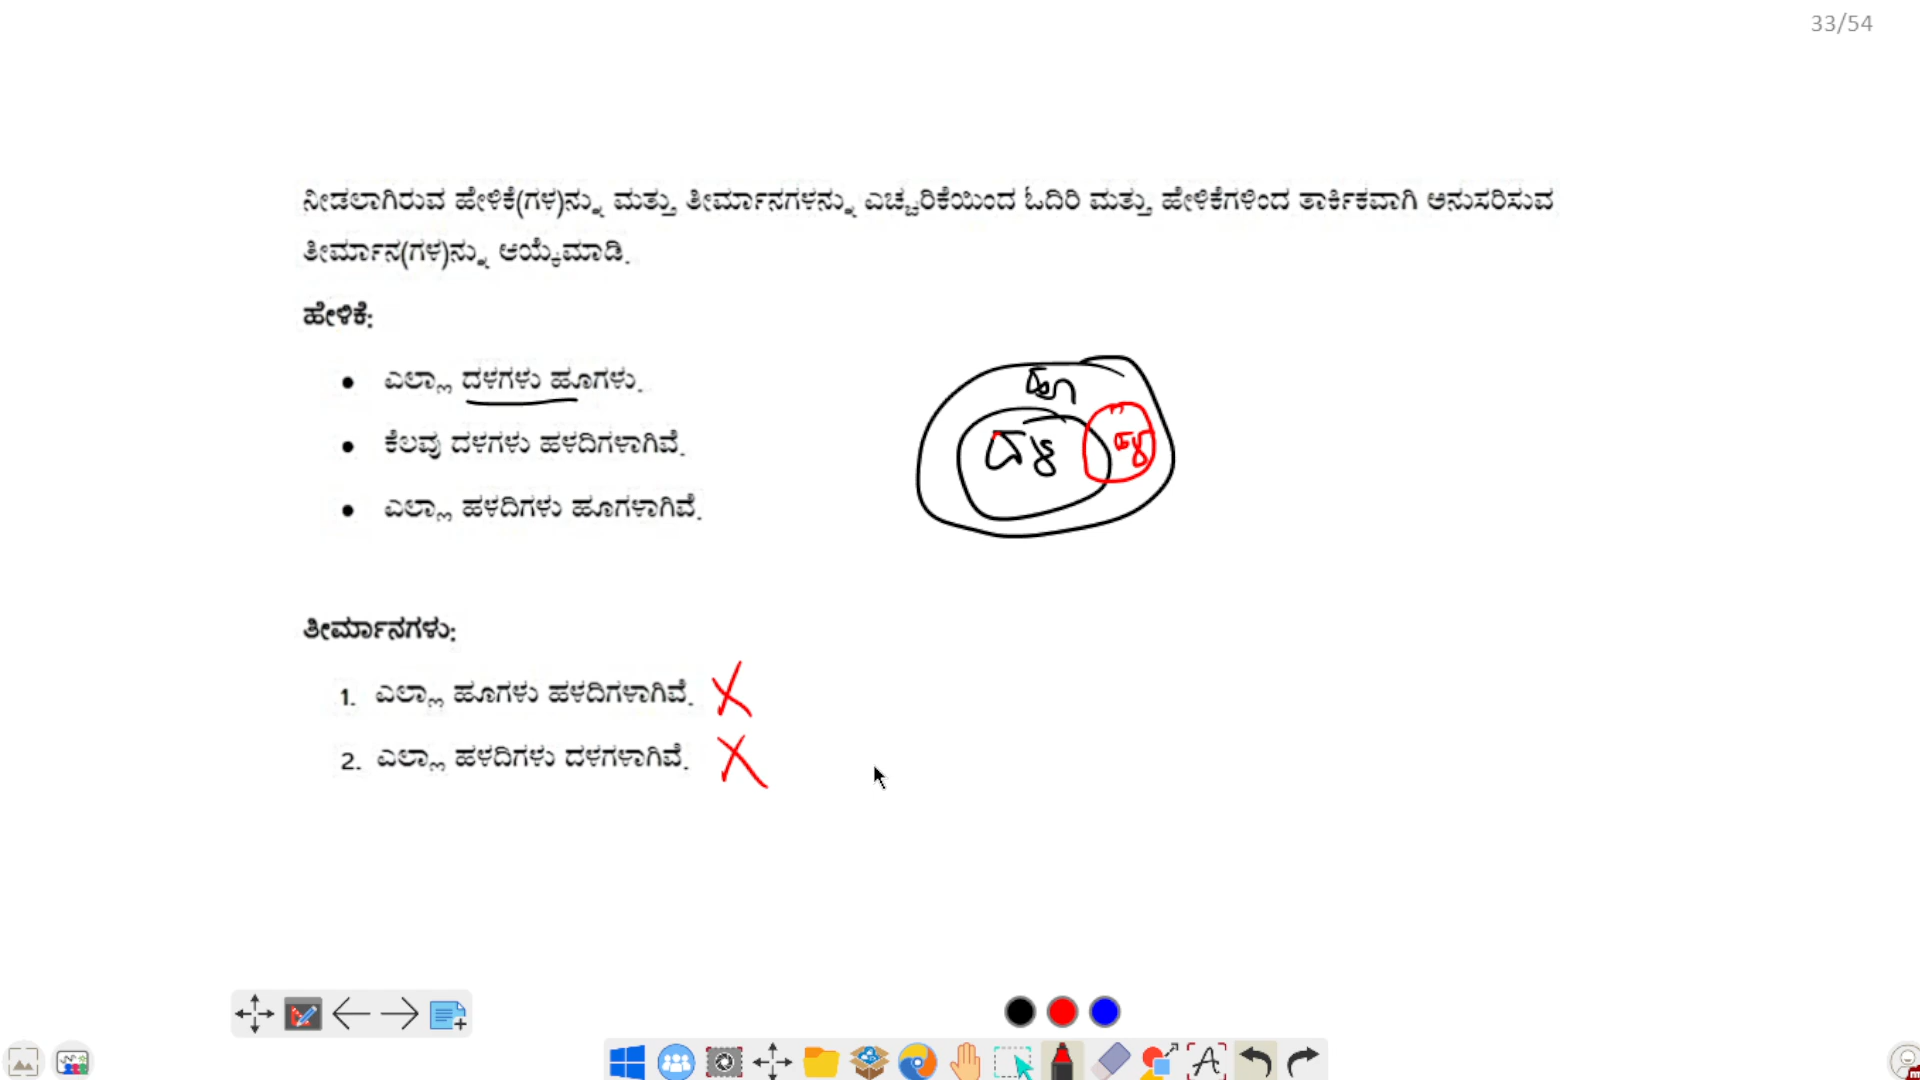 33/54
ನೀಡಲಾಗಿರುವ ಹೇಳಿಕೆ(ಗಳ)ನ್ನು ಮತ್ತು ತೀರ್ಮಾನಗಳನ್ನು ಎಚ್ಚರಿಕೆಯಿಂದ ಓದಿರಿ ಮತ್ತು ಹೇಳಿಕೆಗಳಿಂದ ತಾರ್ಕಿಕವಾಗಿ ಅನುಸರಿಸುವ
ತೀರ್ಮಾನ(ಗಳ)ನ್ನು ಆಯ್ಕೆಮಾಡಿ.
ಹೇಳಿಕೆ:
• ಎಲ್ಲಾ ದಳಗಳು ಹೂಗಳು.
• ಕೆಲವು ದಳಗಳು ಹಳದಿಗಳಾಗಿವೆ.
• ಎಲ್ಲಾ ಹಳದಿಗಳು ಹೂಗಳಾಗಿವೆ.
ದಳ
ತೀರ್ಮಾನಗಳು:
1. ಎಲ್ಲಾ ಹೂಗಳು ಹಳದಿಗಳಾಗಿವೆ. X
2. ಎಲ್ಲಾ ಹಳದಿಗಳು ದಳಗಳಾಗಿವೆ. X